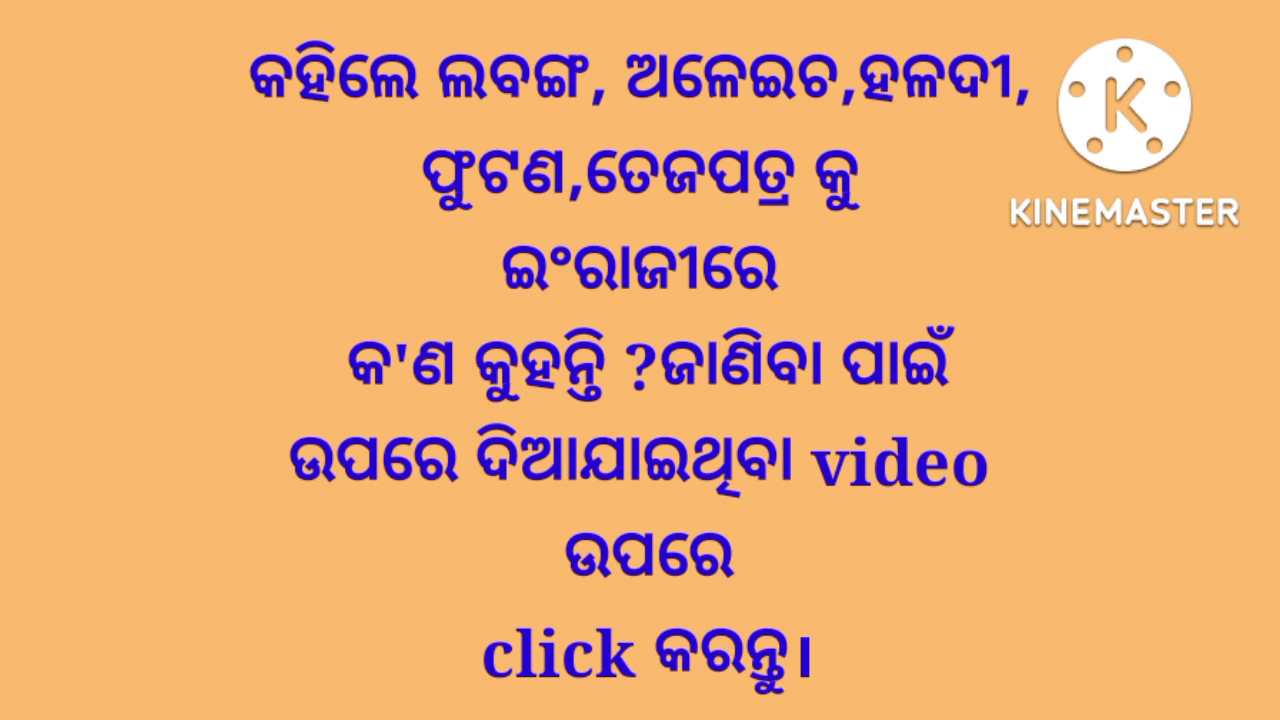 କହିଲେ ଲବଙ୍ଗ, ଅଳେଇଚ,ହଳଦୀ,
ଫୁଟଣ,ତେଜପତ୍ର କୁ
ଇଂରାଜୀରେ
କ'ଣ କୁହନ୍ତି ?ଜାଣିବା ପାଇଁ
ଉପରେ ଦିଆଯାଇଥିବା video
ଉପରେ
click କରନ୍ତୁ।
K
KINEMASTER